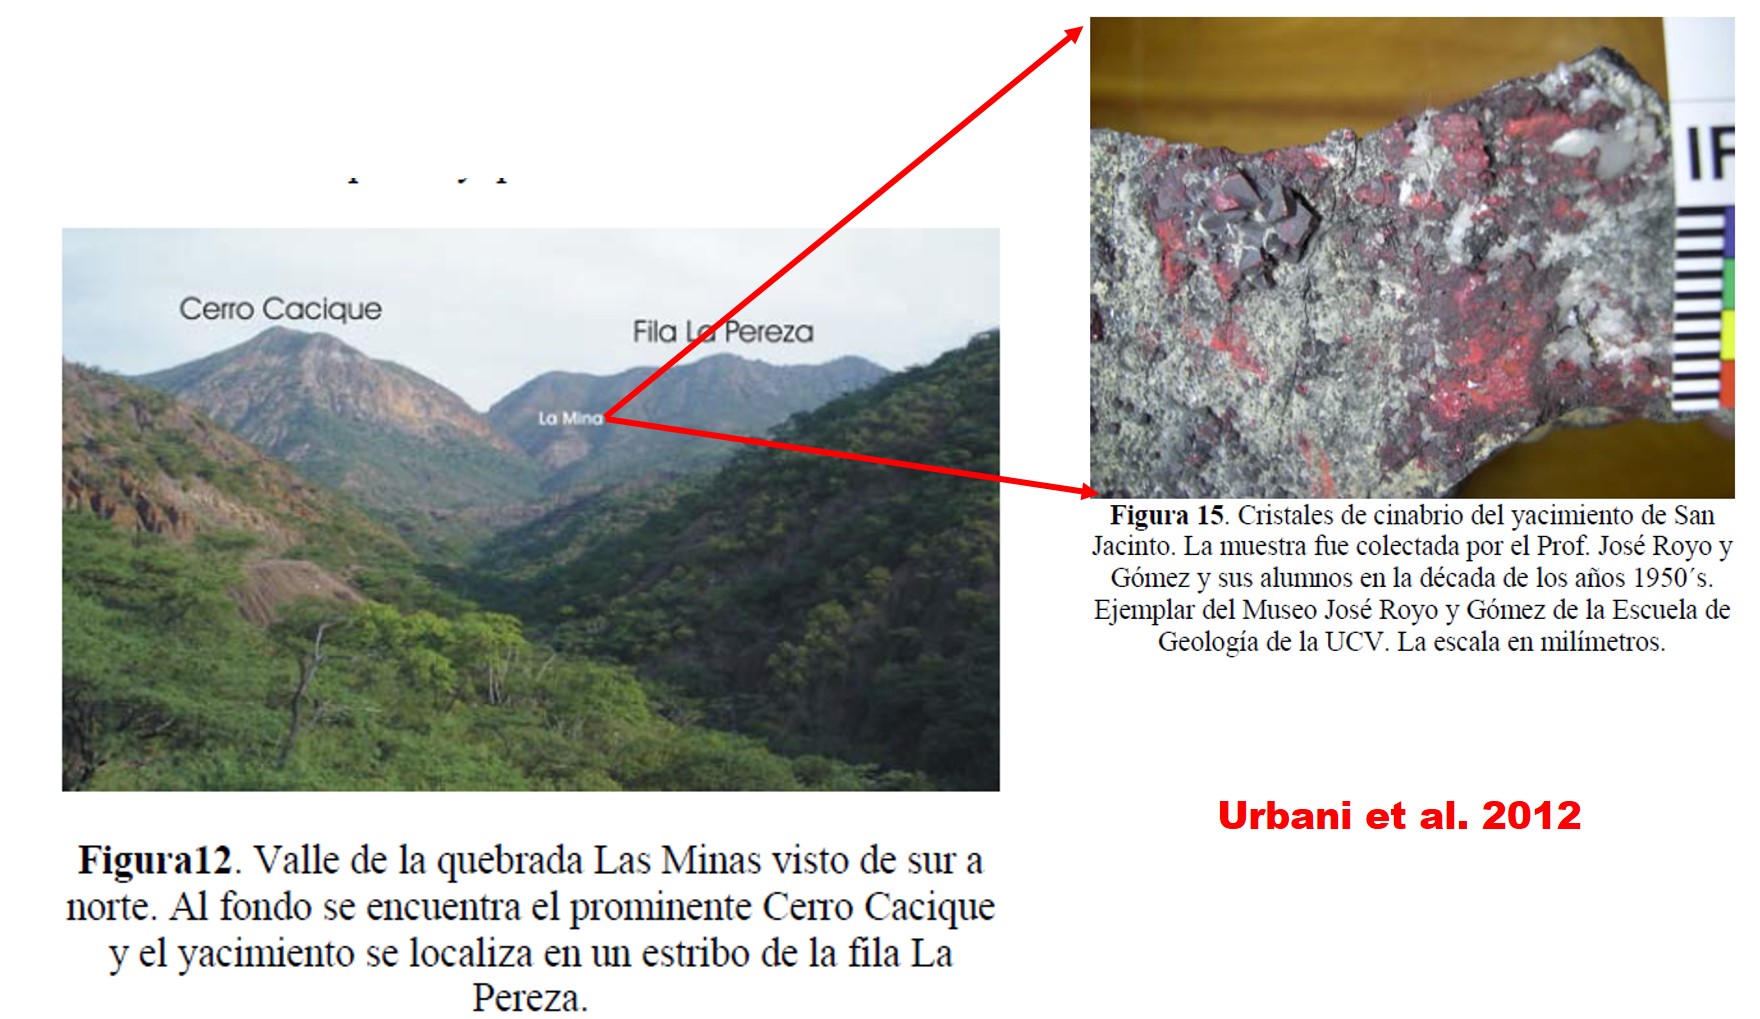 Cerro Cacique
Fila La Pereza
La Mina
Figura12. Valle de la quebrada Las Minas visto de sur a
norte. Al fondo se encuentra el prominente Cerro Cacique
y el yacimiento se localiza en un estribo de la fila La
Pereza.
Figura 15. Cristales de cinabrio del yacimiento de San
Jacinto. La muestra fue colectada por el Prof. José Royo y
Gómez y sus alumnos en la década de los años 1950´s.
Ejemplar del Museo José Royo y Gómez de la Escuela de
Geología de la UCV. La escala en milímetros.
Urbani et al. 2012